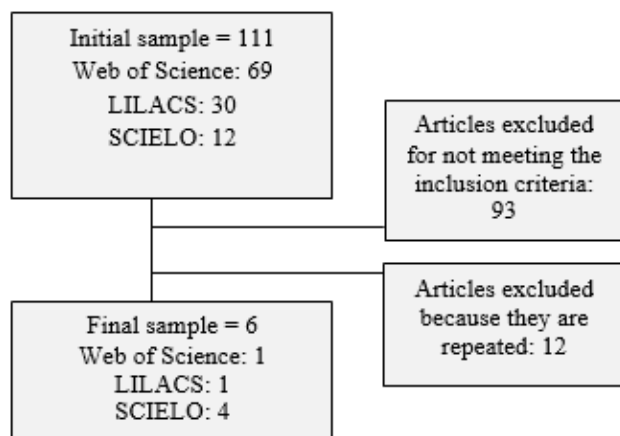 Initial sample = 111
Web of Science: 69
LILACS: 30
SCIELO: 12
Articles excluded
for not meeting the
inclusion criteria:
93
Articles excluded
because they are
repeated: 12
Final sample = 6
Web of Science: 1
LILACS: 1
SCIELO: 4